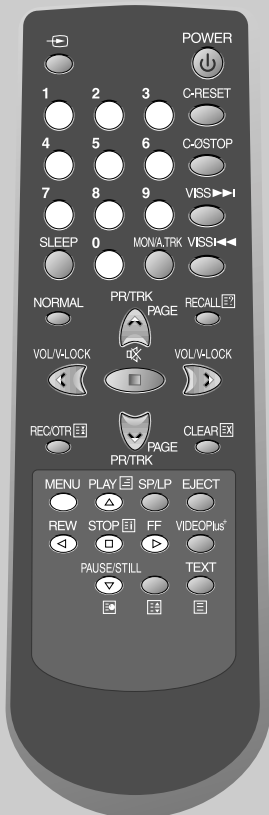 POWER
1 2 3 C-RESET
4 5 6 C-ØSTOP
7 8 9 VISS
SLEEP 0 MON/A.TRK VISS
NORMAL PR/TRK PAGE RECALL
VOL/V-LOCK VOL/V-LOCK
REC/OTR PAGE CLEAR
PR/TRK
MENU PLAY SP/LP EJECT
REW STOP FF VIDEOPlus+
PAUSE/STILL TEXT